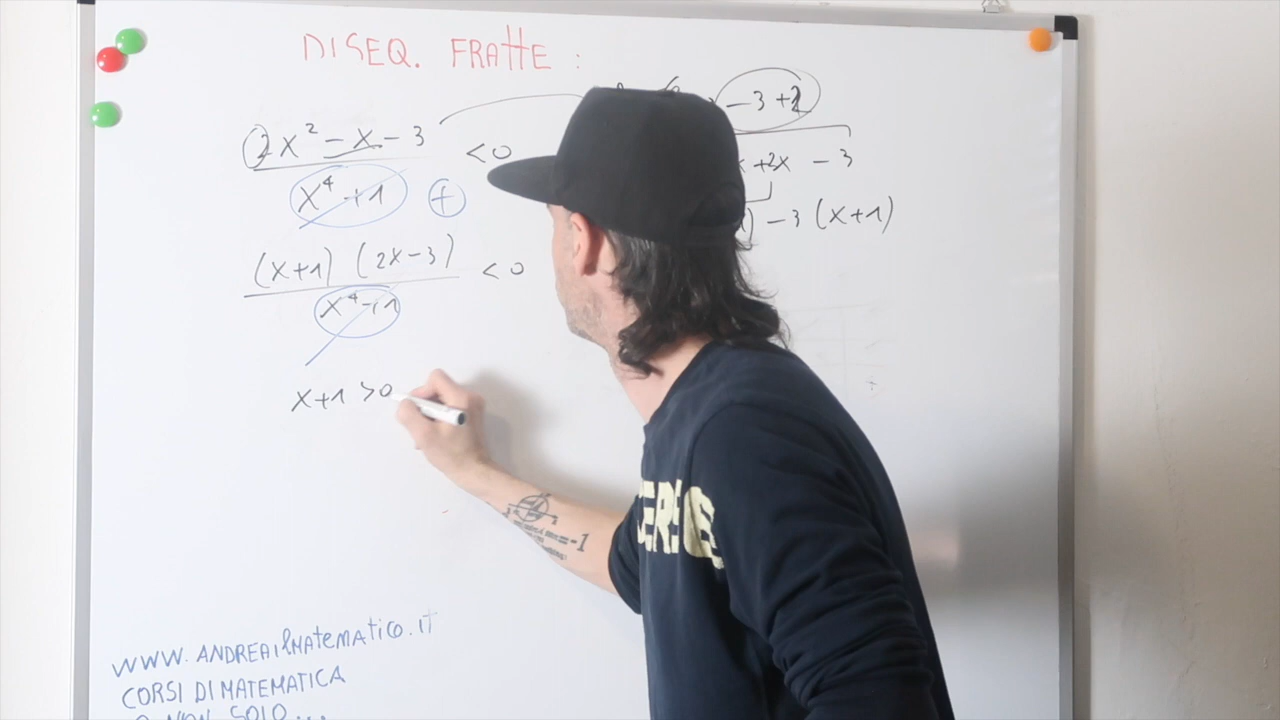 DISEQ. FRATTE :
2x² - x - 3 < 0
x⁴ + 1 +
(x+1) (2x-3) < 0
x⁴ + 1
x+1 >0
-3 +2
+2x - 3
) -3 (x+1)
=-1
WWW. ANDREAilMATEMATICO.IT
CORSI DI MATEMATICA